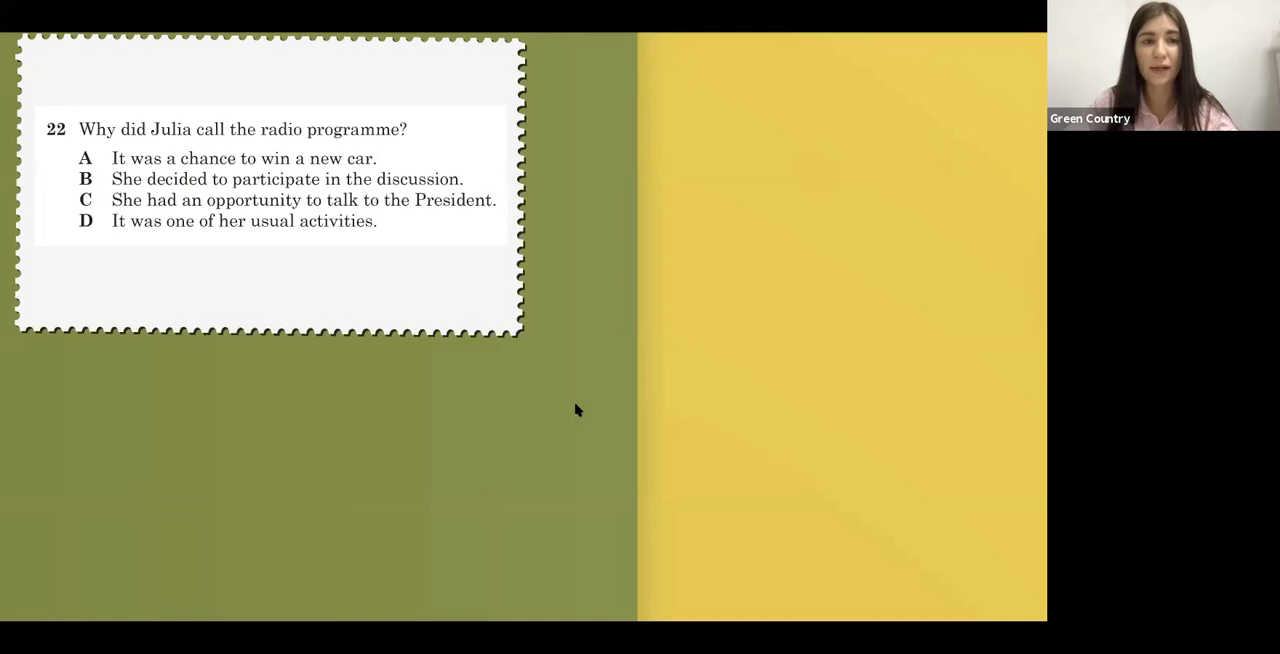 22 Why did Julia call the radio programme?
A It was a chance to win a new car.
B She decided to participate in the discussion.
C She had an opportunity to talk to the President.
D It was one of her usual activities.
Green Country